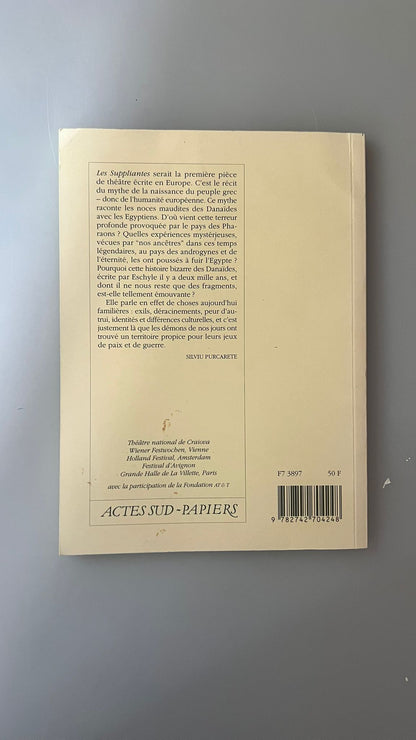 Les Suppliantes serait la première pièce
de théâtre écrite en Europe. C'est le récit
du mythe de la naissance du peuple grec
– donc de l'humanité européenne. Ce mythe
raconte les noces maudites des Danaïdes
avec les Egyptiens. D'où vient cette terreur
profonde provoquée par le pays des Pha-
raons ? Quelles expériences mystérieuses,
vécues par "nos ancêtres" dans ces temps
légendaires, au pays des androgynes et de
l'éternité, les ont poussés à fuir l'Egypte ?
Pourquoi cette histoire bizarre des Danaïdes,
écrite par Eschyle il y a deux mille ans, et
dont il ne nous reste que des fragments,
est-elle tellement émouvante ?
Elle parle en effet de choses aujourd'hui
familières : exils, déracinements, peur d'au-
trui, identités et différences culturelles, et c'est
justement là que les démons de nos jours ont
trouvé un territoire propice pour leurs jeux
de paix et de guerre.
SILVIU PURCARETE
Théâtre national de Craiova
Wiener Festwochen, Vienne
Holland Festival, Amsterdam
Festival d'Avignon
Grande Halle de La Villette, Paris
avec la participation de la Fondation AT&T
ACTES SUD - PAPIERS
F7 3897 50 F
9 782742 704248